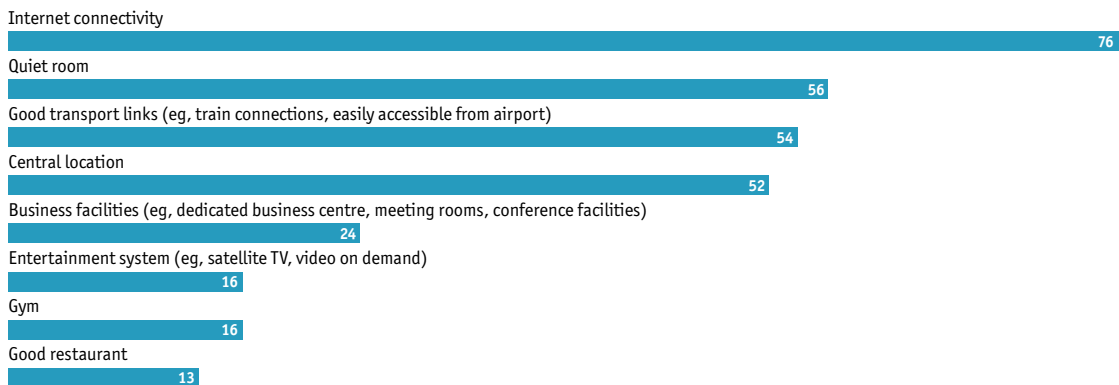 Internet connectivity
76
Quiet room
56
Good transport links (eg, train connections, easily accessible from airport)
54
Central location
52
Business facilities (eg, dedicated business centre, meeting rooms, conference facilities)
24
Entertainment system (eg, satellite TV, video on demand)
16
Gym
16
Good restaurant
13